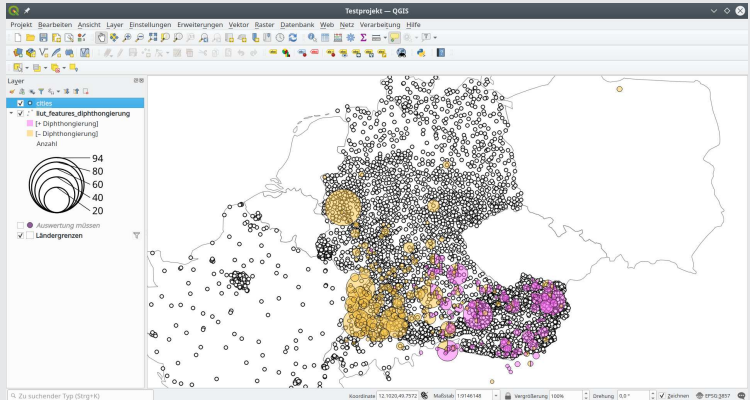 Testprojekt — QGIS
Projekt Bearbeiten Ansicht Layer Einstellungen Erweiterungen Vektor Raster Datenbank Web Netz Verarbeitung Hilfe
Layer
cities
liut_features_diphthongierung
[+ Diphthongierung]
[– Diphthongierung]
Anzahl
94
80
60
40
20
Auswertung müssen
Ländergrenzen
Zu suchender Typ (Strg+K)
Koordinate 12.1020,49.7572 Maßstab 1:9146148 Vergrößerung 100% Drehung 0,0 ° Zeichnen EPSG:3857